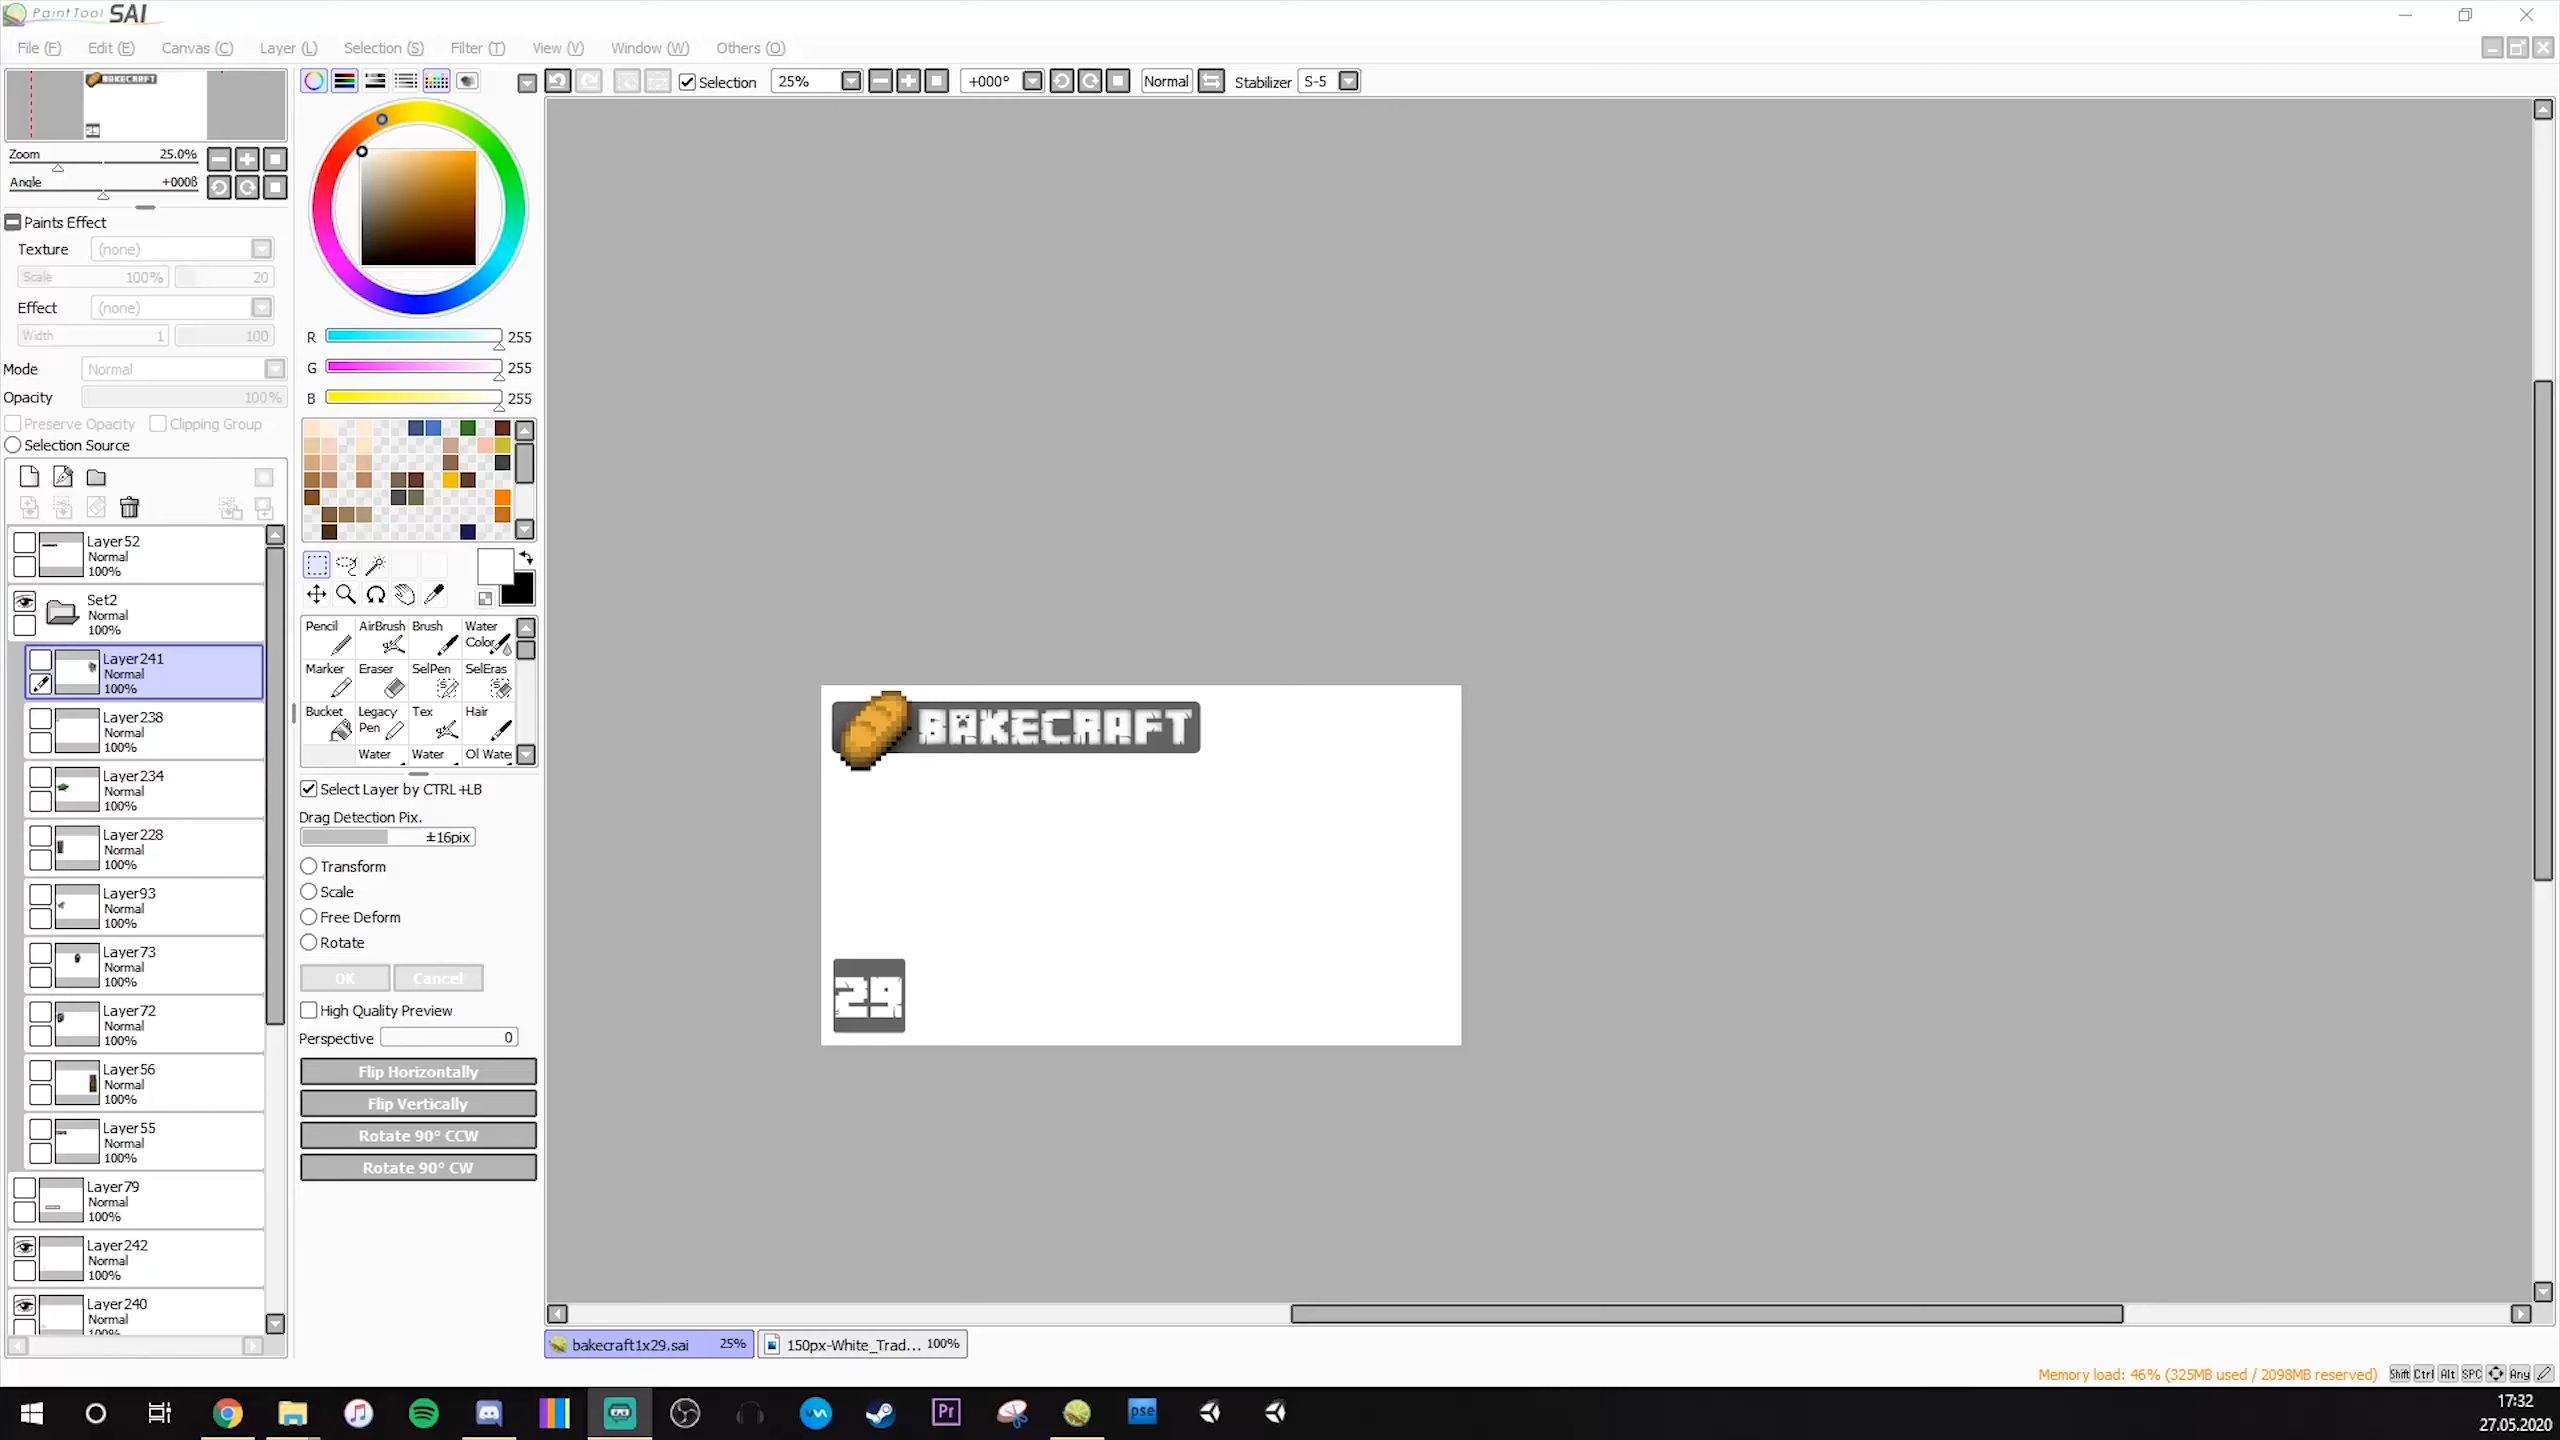 PaintTool SAI
File (F) Edit (E) Canvas (C) Layer (L) Selection (S) Filter (T) View (V) Window (W) Others (O)
Selection 25% +000° Normal Stabilizer S-5
BAKECRAFT
29
Zoom 25.0%
Angle +000ß
Paints Effect
Texture (none)
Scale 100% 20
Effect (none)
Width 1 100
Mode Normal
Opacity 100%
Preserve Opacity Clipping Group
Selection Source
Layer52
Normal
100%
Set2
Normal
100%
Layer241
Normal
100%
Layer238
Normal
100%
Layer234
Normal
100%
Layer228
Normal
100%
Layer93
Normal
100%
Layer73
Normal
100%
Layer72
Normal
100%
Layer56
Normal
100%
Layer55
Normal
100%
Layer79
Normal
100%
Layer242
Normal
100%
Layer240
Normal
100%
R 255
G 255
B 255
Pencil AirBrush Brush Water Color
Marker Eraser SelPen SelEras
Bucket Legacy Pen Tex Hair
Water Water Ol Wate
Select Layer by CTRL+LB
Drag Detection Pix.
±16pix
Transform
Scale
Free Deform
Rotate
OK Cancel
High Quality Preview
Perspective 0
Flip Horizontally
Flip Vertically
Rotate 90° CCW
Rotate 90° CW
BAKECRAFT
29
bakecraft1x29.sai 25% 150px-White_Trad... 100%
Memory load: 46% (325MB used / 2098MB reserved) Shift Ctrl Alt SPC Any
Pr pse
17:32
27.05.2020